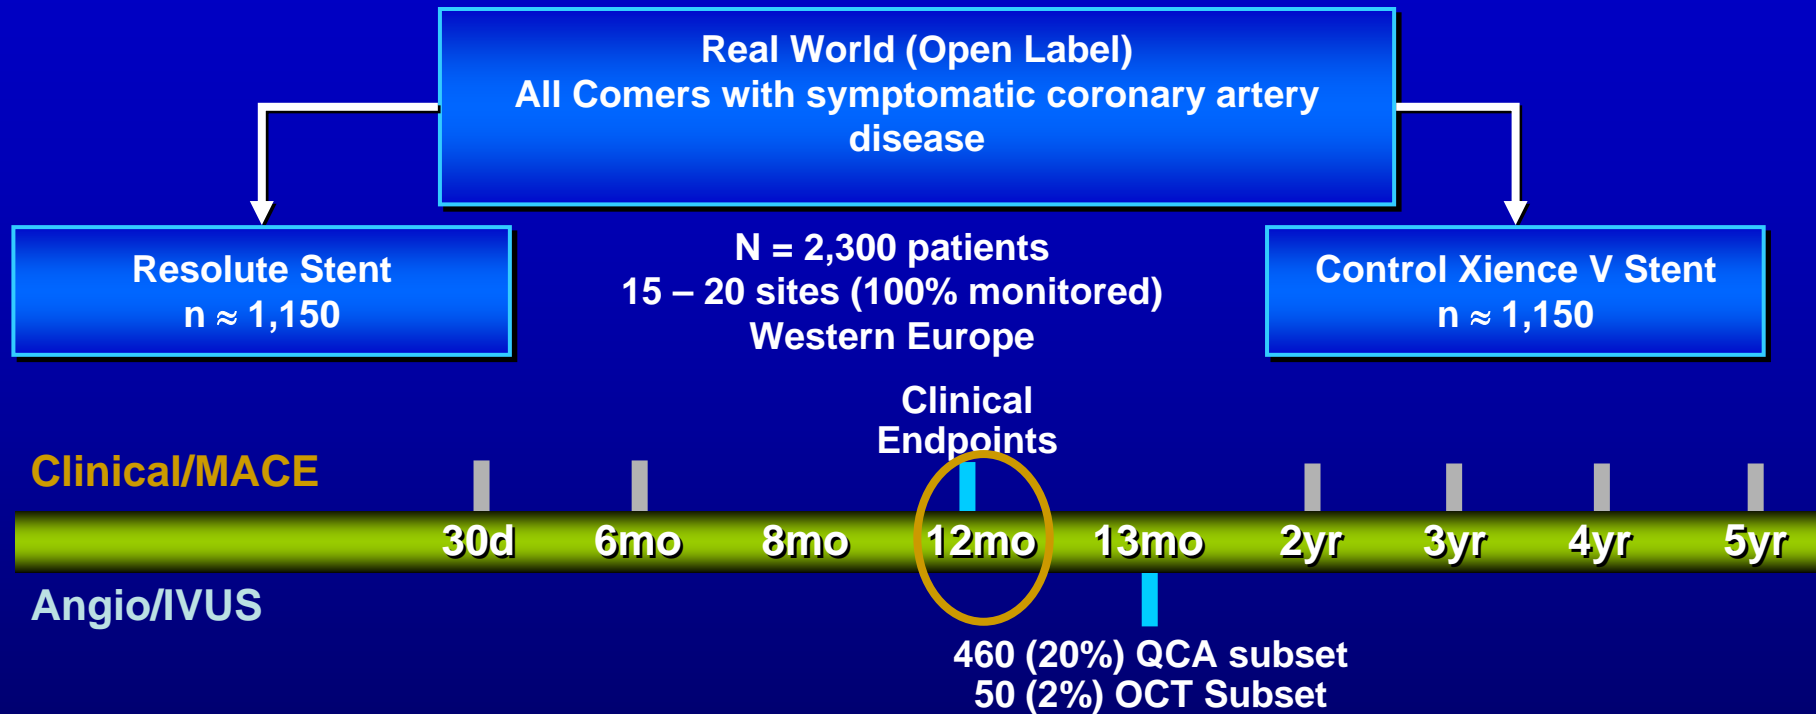 Real World (Open Label)
All Comers with symptomatic coronary artery
disease
Resolute Stent
n ≈ 1,150
N = 2,300 patients
15 – 20 sites (100% monitored)
Western Europe
Control Xience V Stent
n ≈ 1,150
Clinical
Endpoints
Clinical/MACE
30d 6mo 8mo 12mo 13mo 2yr 3yr 4yr 5yr
Angio/IVUS
460 (20%) QCA subset
50 (2%) OCT Subset